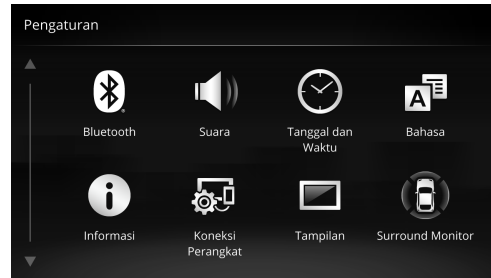 Pengaturan
Bluetooth
Suara
Tanggal dan
Waktu
Bahasa
A
Informasi
Koneksi
Perangkat
Tampilan
Surround Monitor